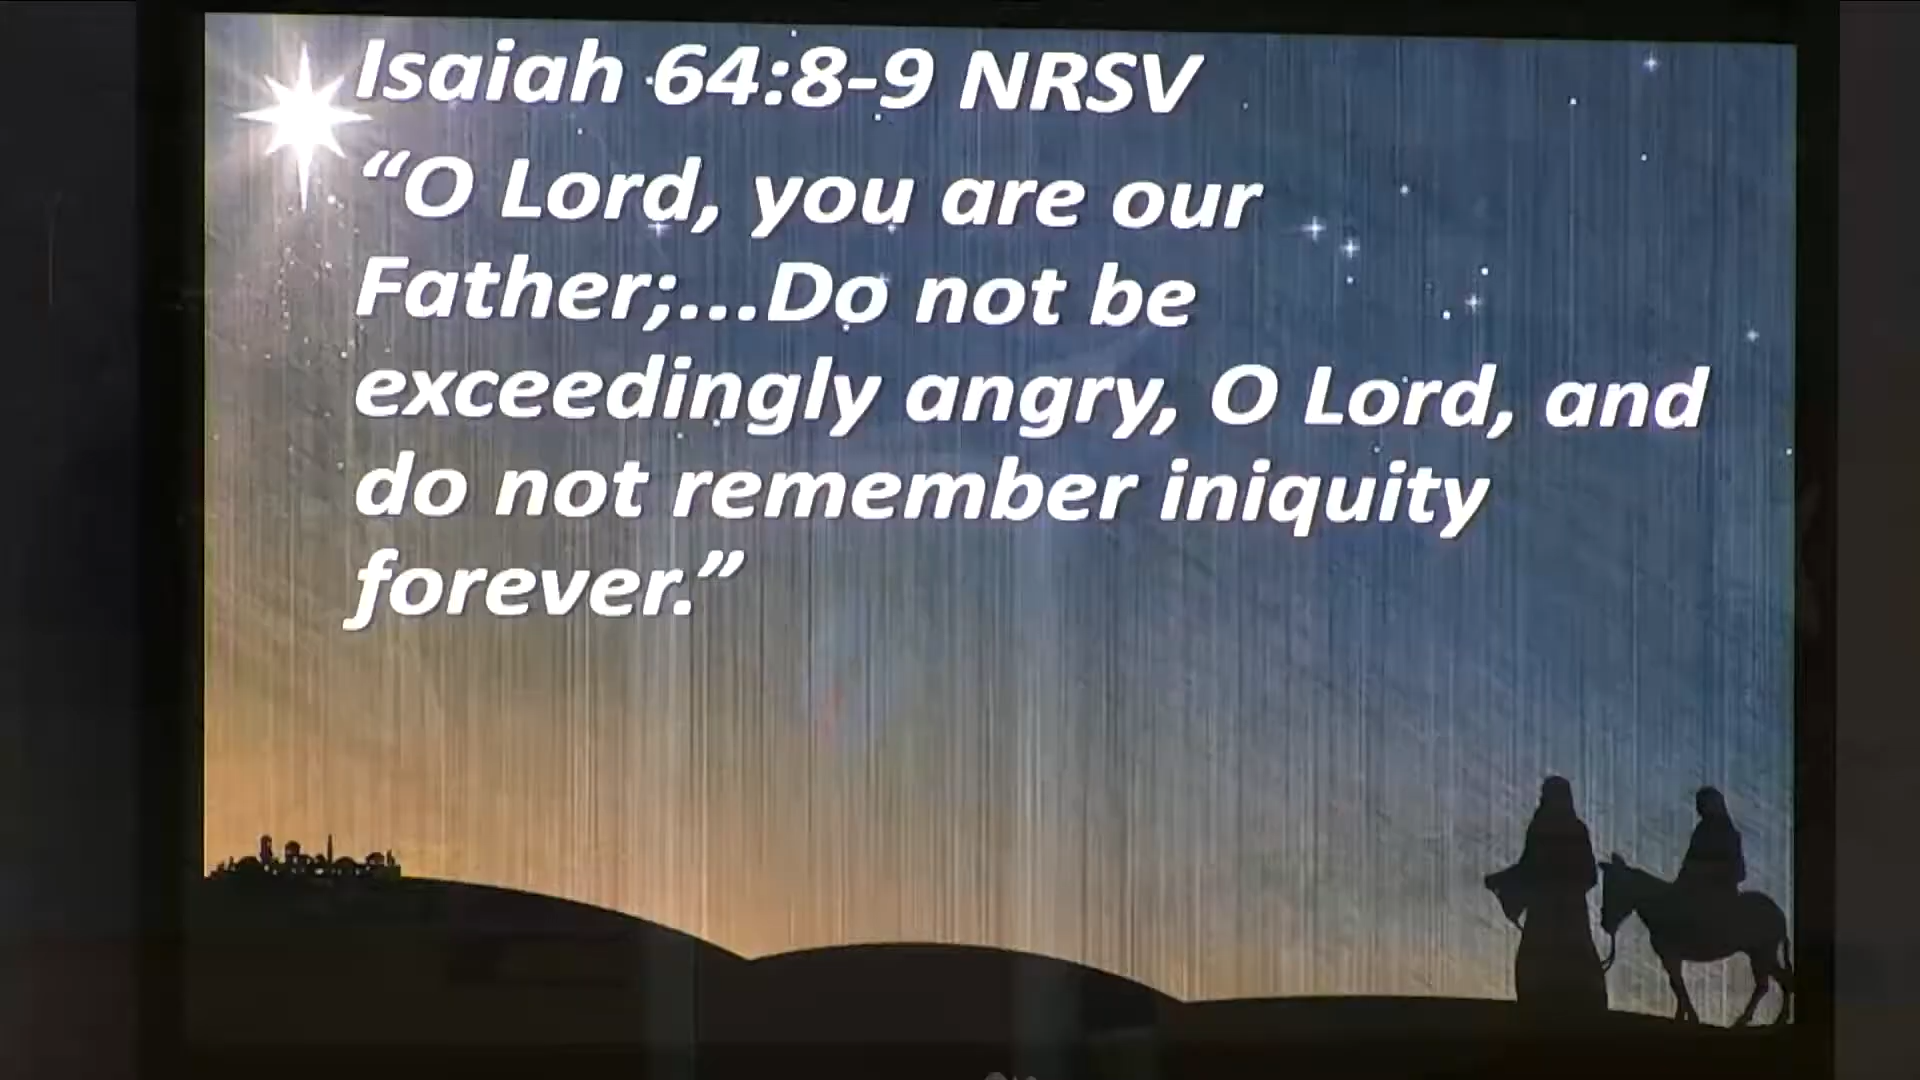 Isaiah 64:8-9 NRSV
“O Lord, you are our
Father;...Do not be
exceedingly angry, O Lord, and
do not remember iniquity
forever.”